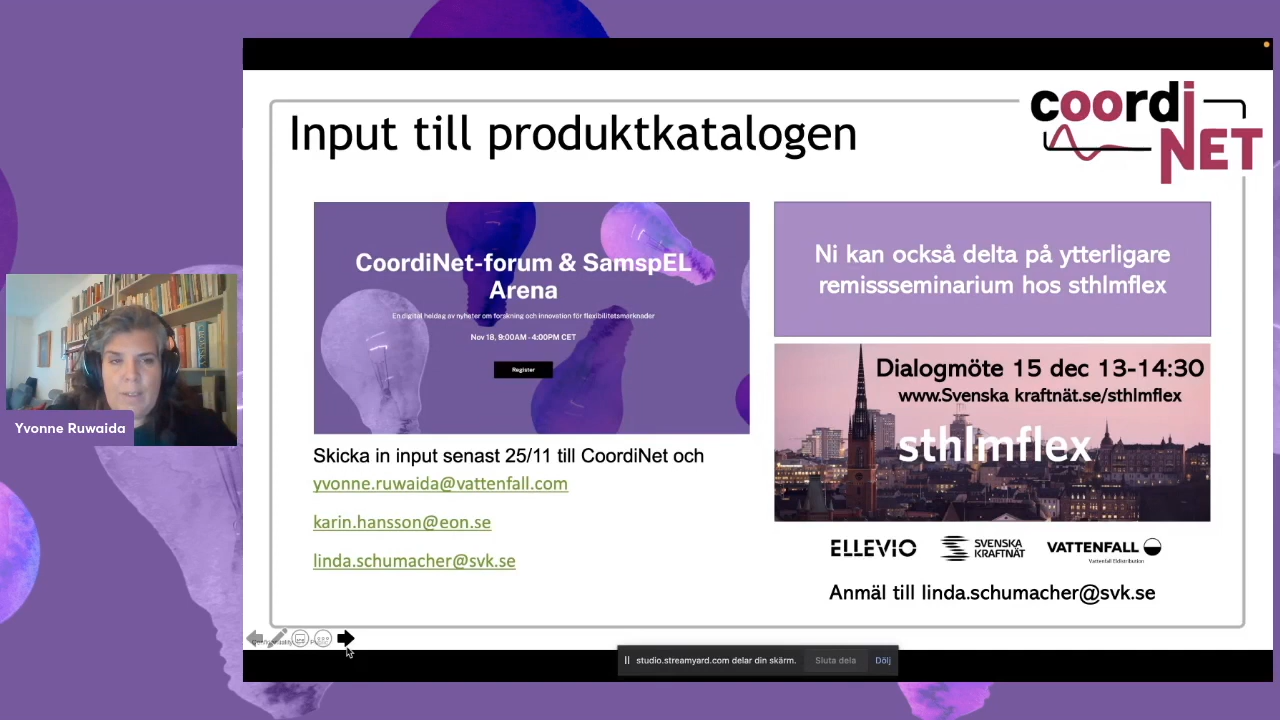 coordi
NET
Input till produktkatalogen
CoordiNet-forum & SamspEL
Arena
En digital heldag av nyheter om forskning och innovation för flexibilitetsmarknader
Nov 18, 9:00AM - 4:00PM CET
Register
Skicka in input senast 25/11 till CoordiNet och
yvonne.ruwaida@vattenfall.com
karin.hansson@eon.se
linda.schumacher@svk.se
Ni kan också delta på ytterligare
remissseminarium hos sthlmflex
Dialogmöte 15 dec 13-14:30
www.Svenska kraftnät.se/sthlmflex
sthlmflex
ELLEVIO
SVENSKA
KRAFTNÄT
VATTENFALL
Vattenfall Eldistribution
Anmäl till linda.schumacher@svk.se
Yvonne Ruwaida
studio.streamyard.com delar din skärm.
Sluta dela
Dölj